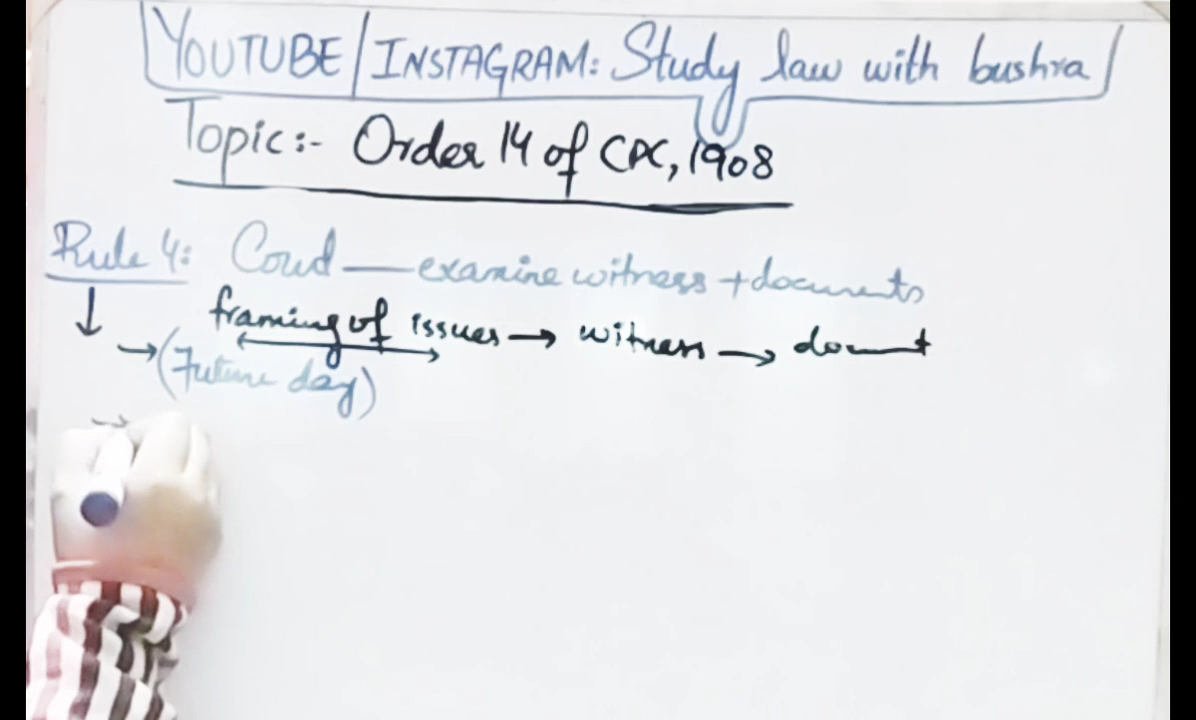 YOUTUBE/INSTAGRAM: Study law with bushra
Topic:- Order 14 of CPC, 1908
Rule 4: Court — examine witness + documents
framing of issues → witness → doumt
→ (Future day)